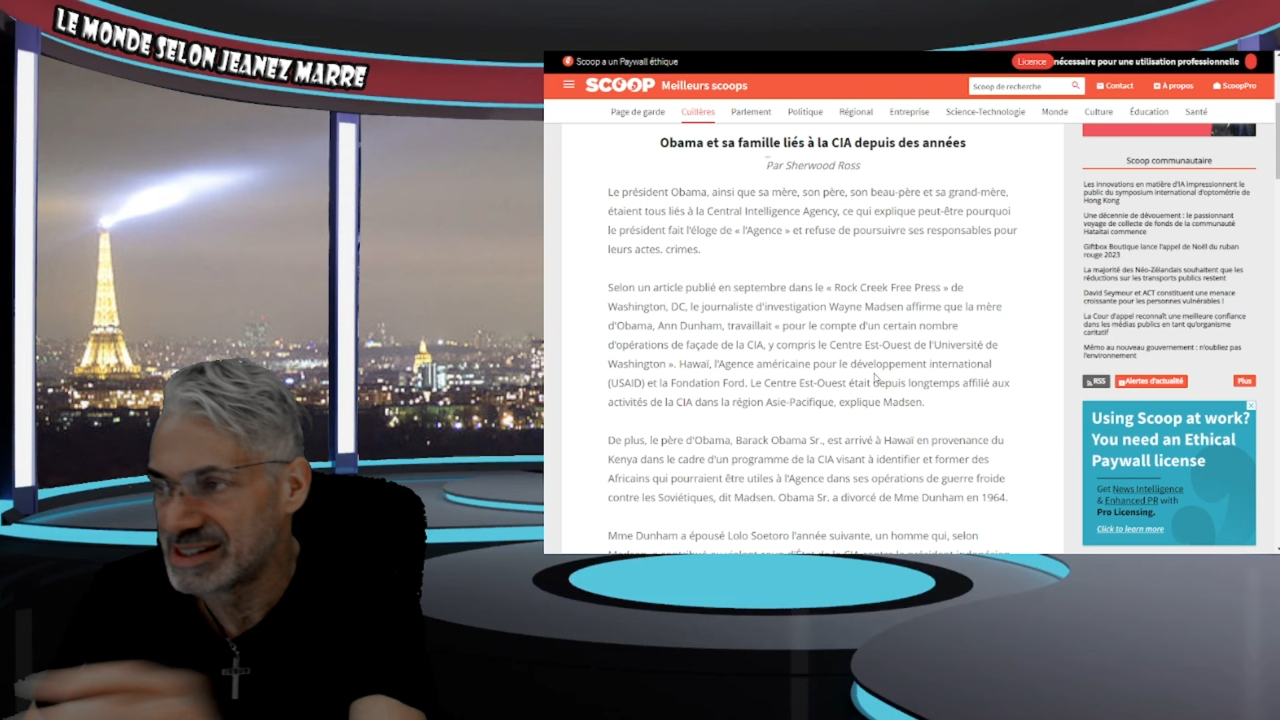 LE MONDE SELON JEANEZ MARRE
Scoop a un Paywall éthique
Licence nécessaire pour une utilisation professionnelle
SCOOP Meilleurs scoops
Scoop de recherche
Contact
À propos
ScoopPro
Page de garde Cuillères Parlement Politique Régional Entreprise Science-Technologie Monde Culture Éducation Santé
Obama et sa famille liés à la CIA depuis des années
Par Sherwood Ross
Le président Obama, ainsi que sa mère, son père, son beau-père et sa grand-mère,
étaient tous liés à la Central Intelligence Agency, ce qui explique peut-être pourquoi
le président fait l'éloge de « l'Agence » et refuse de poursuivre ses responsables pour
leurs actes. crimes.
Selon un article publié en septembre dans le « Rock Creek Free Press » de
Washington, DC, le journaliste d'investigation Wayne Madsen affirme que la mère
d'Obama, Ann Dunham, travaillait « pour le compte d'un certain nombre
d'opérations de façade de la CIA, y compris le Centre Est-Ouest de l'Université de
Washington ». Hawaï, l'Agence américaine pour le développement international
(USAID) et la Fondation Ford. Le Centre Est-Ouest était depuis longtemps affilié aux
activités de la CIA dans la région Asie-Pacifique, explique Madsen.
De plus, le père d'Obama, Barack Obama Sr., est arrivé à Hawaï en provenance du
Kenya dans le cadre d'un programme de la CIA visant à identifier et former des
Africains qui pourraient être utiles à l'Agence dans ses opérations de guerre froide
contre les Soviétiques, dit Madsen. Obama Sr. a divorcé de Mme Dunham en 1964.
Mme Dunham a épousé Lolo Soetoro l'année suivante, un homme qui, selon
Scoop communautaire
Les innovations en matière d'IA impressionnent le
public du symposium international d'optométrie de
Hong Kong
Une décennie de dévouement : le passionnant
voyage de collecte de fonds de la communauté
Hataitai commence
Giftbox Boutique lance l'appel de Noël du ruban
rouge 2023
La majorité des Néo-Zélandais souhaitent que les
réductions sur les transports publics restent
David Seymour et ACT constituent une menace
croissante pour les personnes vulnérables !
La Cour d'appel reconnaît une meilleure confiance
dans les médias publics en tant qu'organisme
caritatif
Mémo au nouveau gouvernement : n'oubliez pas
l'environnement
RSS
Alertes d'actualité
Plus
Using Scoop at work?
You need an Ethical
Paywall license
Get News Intelligence
& Enhanced PR with
Pro Licensing.
Click to learn more